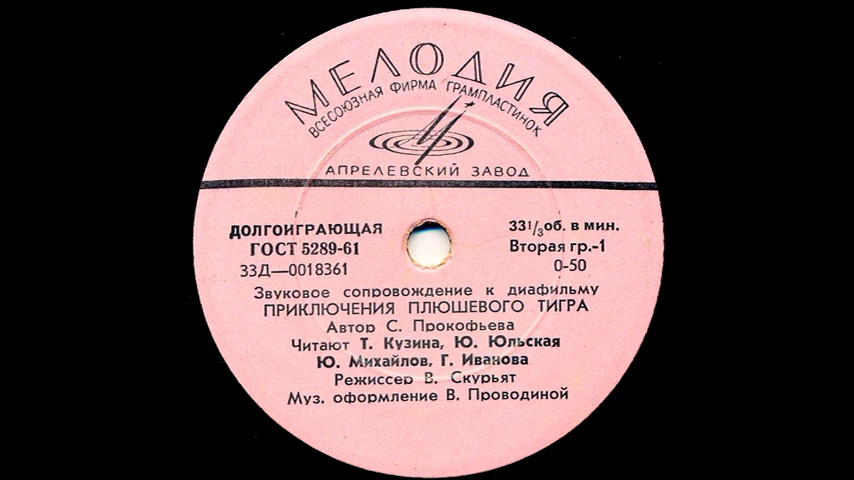 МЕЛОДИЯ
ВСЕСОЮЗНАЯ ФИРМА ГРАМПЛАСТИНОК
АПРЕЛЕВСКИЙ ЗАВОД
ДОЛГОИГРАЮЩАЯ 33⅓ об. в мин.
ГОСТ 5289-61 Вторая гр.-1
33Д—0018361 0-50
Звуковое сопровождение к диафильму
ПРИКЛЮЧЕНИЯ ПЛЮШЕВОГО ТИГРА
Автор С. Прокофьева
Читают Т. Кузина, Ю. Юльская
Ю. Михайлов, Г. Иванова
Режиссер В. Скурьят
Муз. оформление В. Проводиной